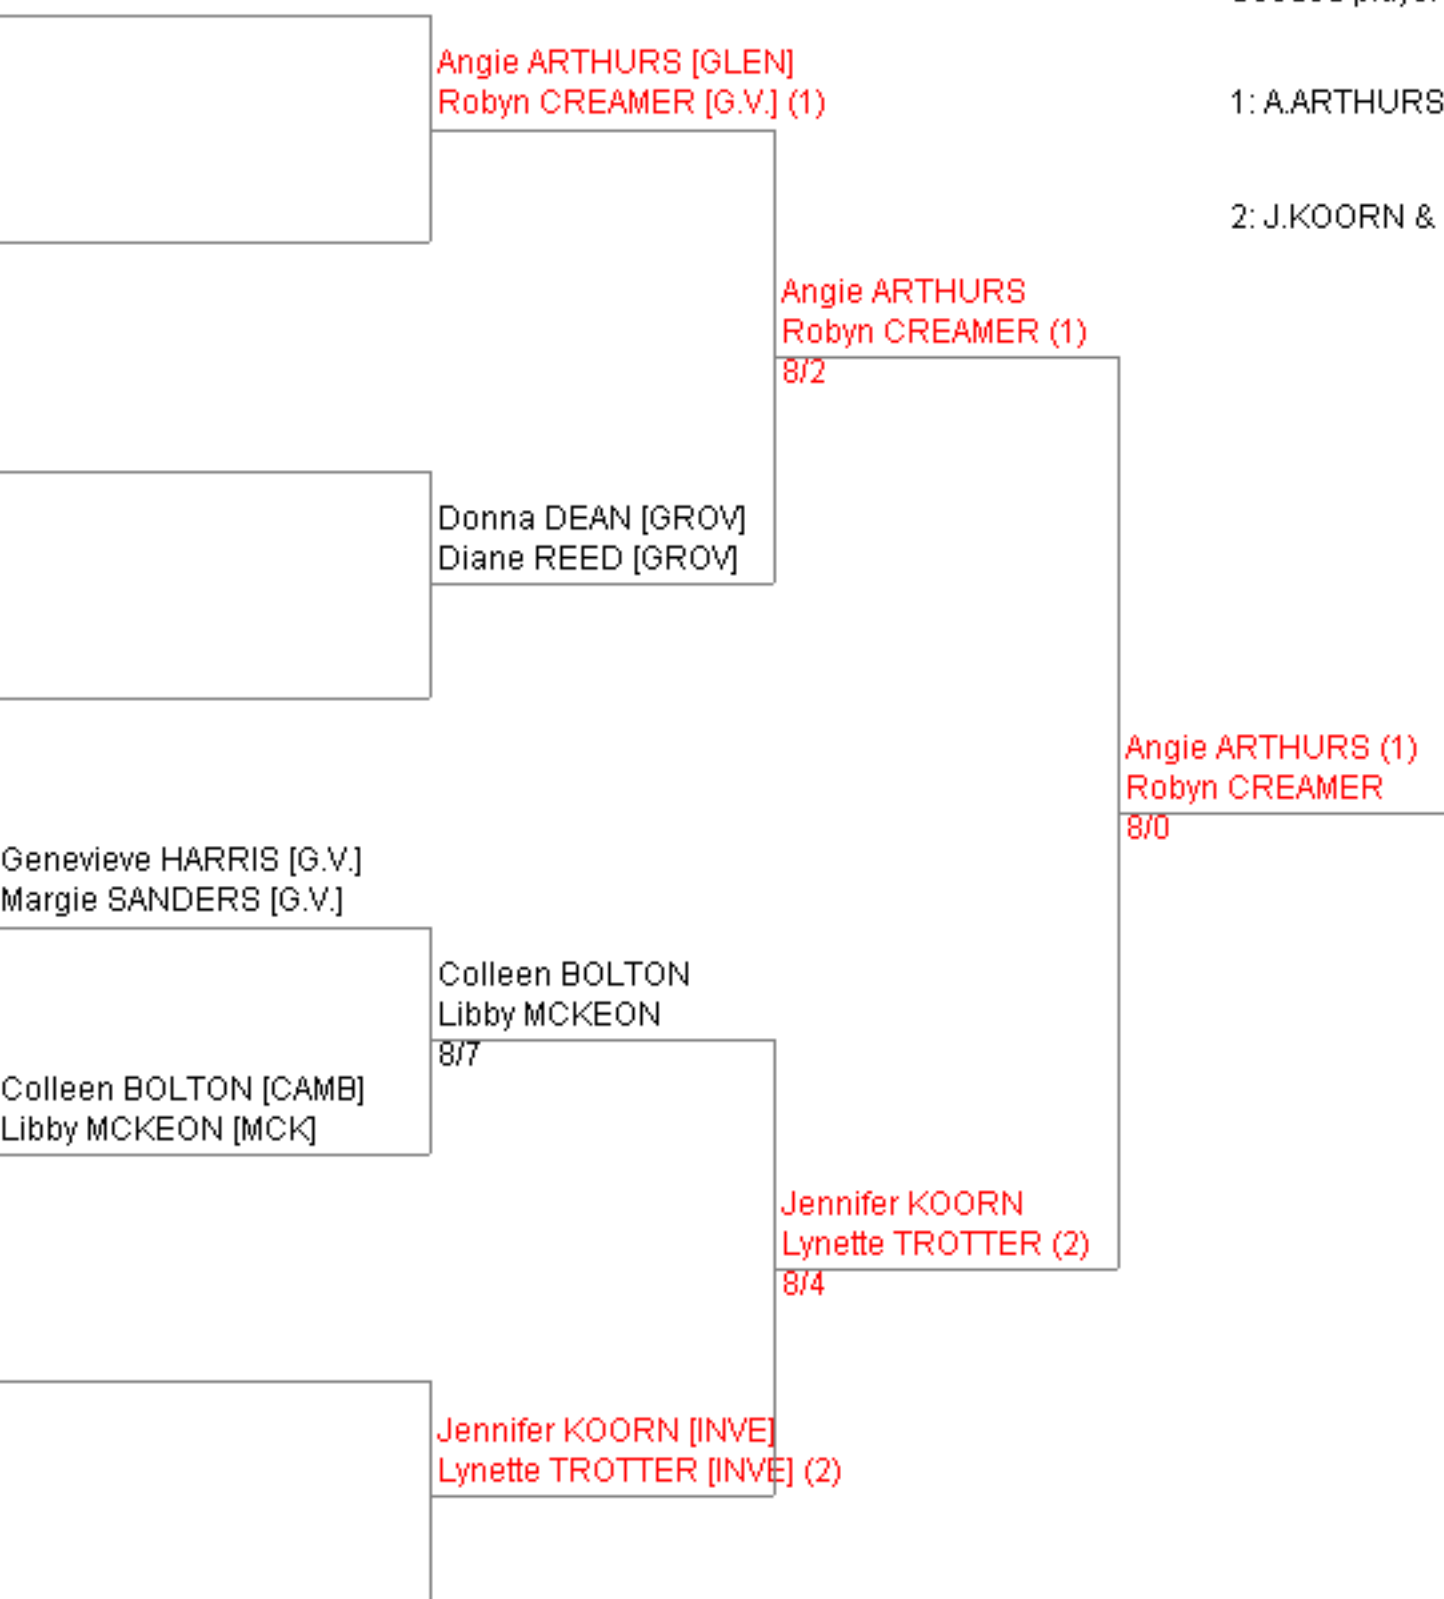 Angie ARTHURS [GLEN]
Robyn CREAMER [G.V.] (1)
1: A.ARTHURS
2: J.KOORN &
Angie ARTHURS
Robyn CREAMER (1)
8/2
Donna DEAN [GROV]
Diane REED [GROV]
Angie ARTHURS (1)
Robyn CREAMER
8/0
Genevieve HARRIS [G.V.]
Margie SANDERS [G.V.]
Colleen BOLTON
Libby MCKEON
8/7
Colleen BOLTON [CAMB]
Libby MCKEON [MCK]
Jennifer KOORN
Lynette TROTTER (2)
8/4
Jennifer KOORN [INVE]
Lynette TROTTER [INVE] (2)